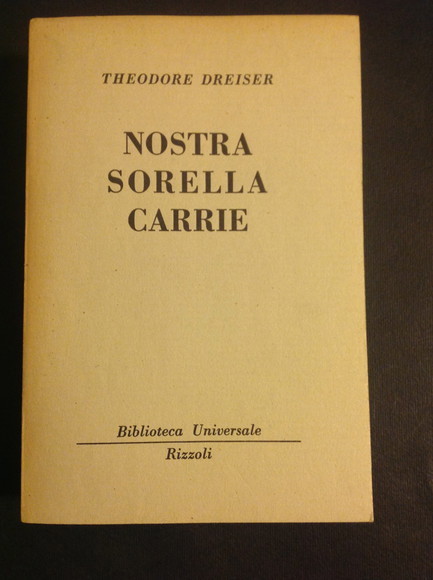 THEODORE DREISER
NOSTRA
SORELLA
CARRIE
Biblioteca Universale
Rizzoli